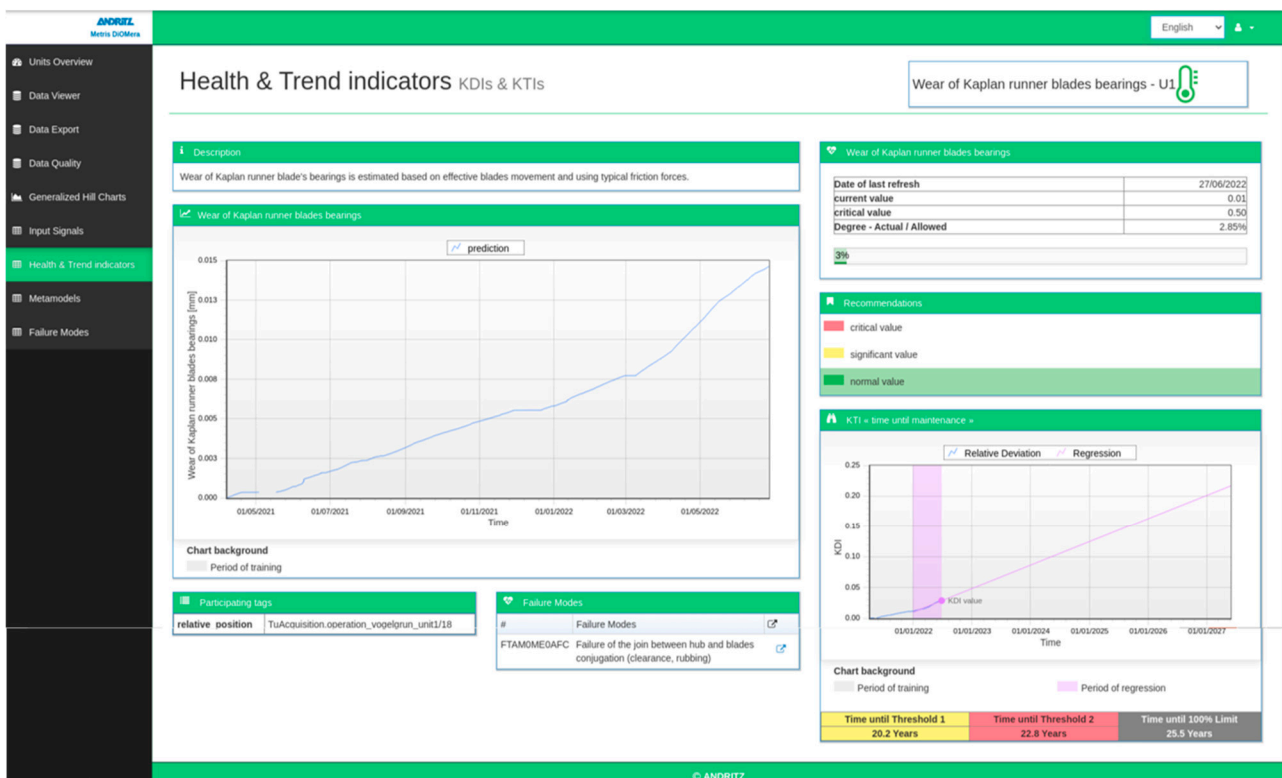 ANDRITZ
Metris DiOMera
English
Units Overview
Data Viewer
Data Export
Data Quality
Generalized Hill Charts
Input Signals
Health & Trend indicators
Metamodels
Failure Modes
Health & Trend indicators KDIs & KTIs
Wear of Kaplan runner blades bearings - U1
Description
Wear of Kaplan runner blade's bearings is estimated based on effective blades movement and using typical friction forces.
Wear of Kaplan runner blades bearings
prediction
Wear of Kaplan runner blades bearings [mm]
0.015
0.013
0.010
0.008
0.005
0.003
0.000
01/05/2021 01/07/2021 01/09/2021 01/11/2021 01/01/2022 01/03/2022 01/05/2022
Time
Chart background
Period of training
Participating tags
relative_position TuAcquisition.operation_vogelgrun_unit1/18
Failure Modes
# Failure Modes
FTAM0ME0AFC Failure of the join between hub and blades
conjugation (clearance, rubbing)
Wear of Kaplan runner blades bearings
Date of last refresh 27/06/2022
current value 0.01
critical value 0.50
Degree - Actual / Allowed 2.85%
3%
Recommendations
critical value
significant value
normal value
KTI « time until maintenance »
Relative Deviation Regression
KDI
0.25
0.20
0.15
0.10
0.05
0.00
KDI value
01/01/2022 01/01/2023 01/01/2024 01/01/2025 01/01/2026 01/01/2027
Time
Chart background
Period of training Period of regression
Time until Threshold 1 Time until Threshold 2 Time until 100% Limit
20.2 Years 22.8 Years 25.5 Years
© ANDRITZ